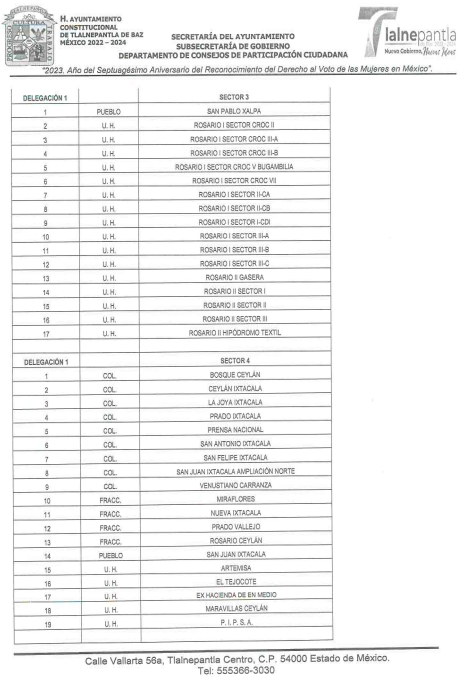 H. AYUNTAMIENTO
CONSTITUCIONAL
DE TLALNEPANTLA DE BAZ
MÉXICO 2022 – 2024
SECRETARÍA DEL AYUNTAMIENTO
SUBSECRETARÍA DE GOBIERNO
DEPARTAMENTO DE CONSEJOS DE PARTICIPACIÓN CIUDADANA
Tlalnepantla
"2023. Año del Septuagésimo Aniversario del Reconocimiento del Derecho al Voto de las Mujeres en México".
DELEGACIÓN 1 SECTOR 3
1 PUEBLO SAN PABLO XALPA
2 U. H. ROSARIO I SECTOR CROC II
3 U. H. ROSARIO I SECTOR CROC III-A
4 U. H. ROSARIO I SECTOR CROC III-B
5 U. H. ROSARIO I SECTOR CROC V BUGAMBILIA
6 U. H. ROSARIO I SECTOR CROC VII
7 U. H. ROSARIO I SECTOR II-CA
8 U. H. ROSARIO I SECTOR II-CB
9 U. H. ROSARIO I SECTOR I-CDI
10 U. H. ROSARIO I SECTOR III-A
11 U. H. ROSARIO I SECTOR III-B
12 U. H. ROSARIO I SECTOR III-C
13 U. H. ROSARIO II GASERA
14 U. H. ROSARIO II SECTOR I
15 U. H. ROSARIO II SECTOR II
16 U. H. ROSARIO II SECTOR III
17 U. H. ROSARIO II HIPÓDROMO TEXTIL
DELEGACIÓN 1 SECTOR 4
1 COL. BOSQUE CEYLÁN
2 COL. CEYLÁN IXTACALA
3 COL. LA JOYA IXTACALA
4 COL. PRADO IXTACALA
5 COL. PRENSA NACIONAL
6 COL. SAN ANTONIO IXTACALA
7 COL. SAN FELIPE IXTACALA
8 COL. SAN JUAN IXTACALA AMPLIACIÓN NORTE
9 COL. VENUSTIANO CARRANZA
10 FRACC. MIRAFLORES
11 FRACC. NUEVA IXTACALA
12 FRACC. PRADO VALLEJO
13 FRACC. ROSARIO CEYLÁN
14 PUEBLO SAN JUAN IXTACALA
15 U. H. ARTEMISA
16 U. H. EL TEJOCOTE
17 U. H. EX HACIENDA DE EN MEDIO
18 U. H. MARAVILLAS CEYLÁN
19 U. H. P. I. P. S. A.
Calle Vallarta 56a, Tlalnepantla Centro, C.P. 54000 Estado de México.
Tel: 555366-3030